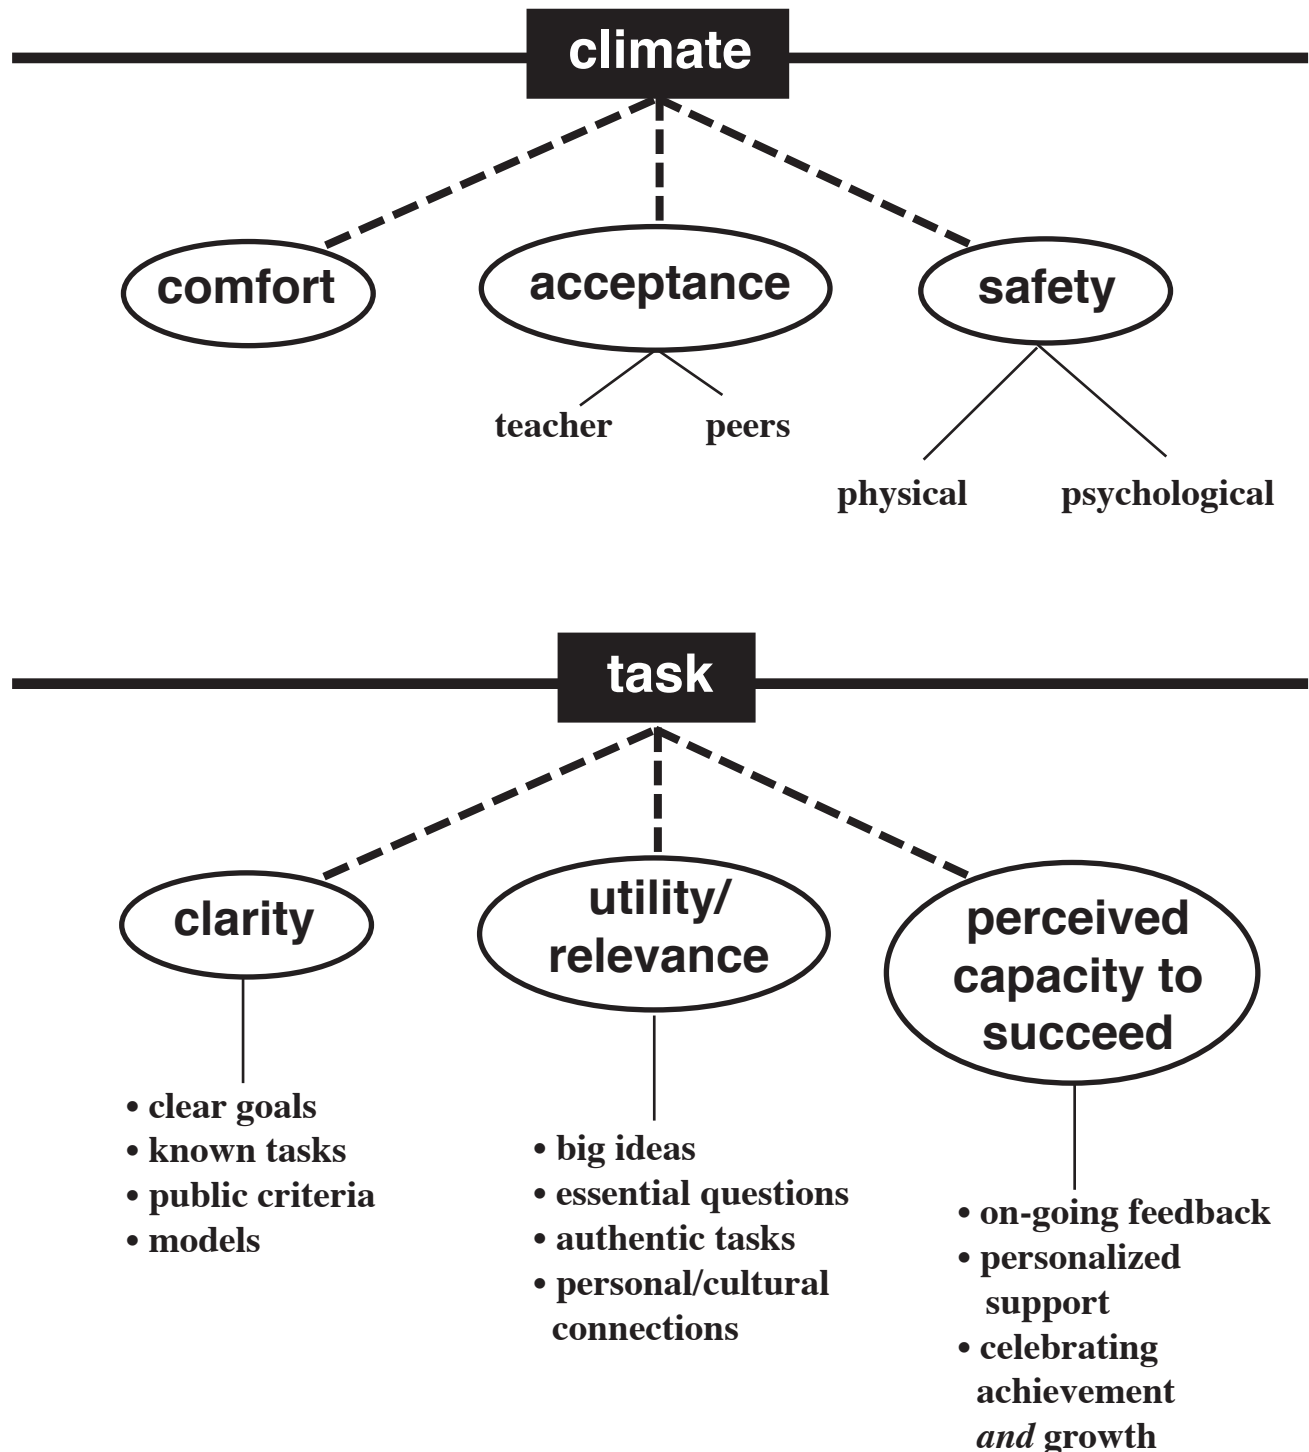 climate
comfort
acceptance
safety
teacher
peers
physical
psychological
task
clarity
utility/
relevance
perceived
capacity to
succeed
• clear goals
• known tasks
• public criteria
• models
• big ideas
• essential questions
• authentic tasks
• personal/cultural
connections
• on-going feedback
• personalized
support
• celebrating
achievement
and growth